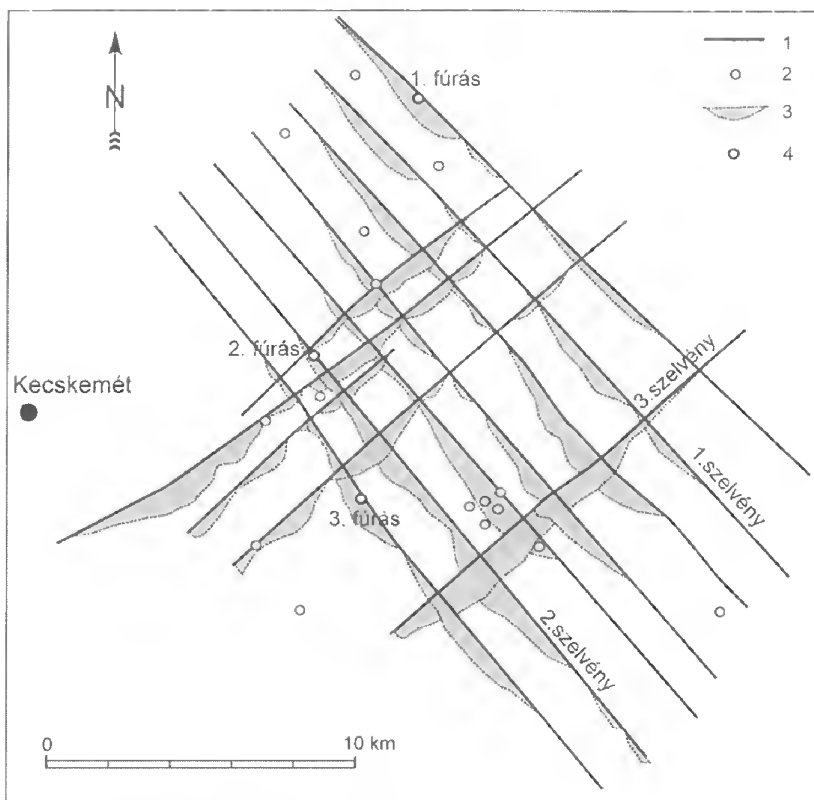 N
1. fúrás
1
2
3
4
2. fúrás
Kecskemét
3. szelvény
1. szelvény
3. fúrás
2. szelvény
0
10 km